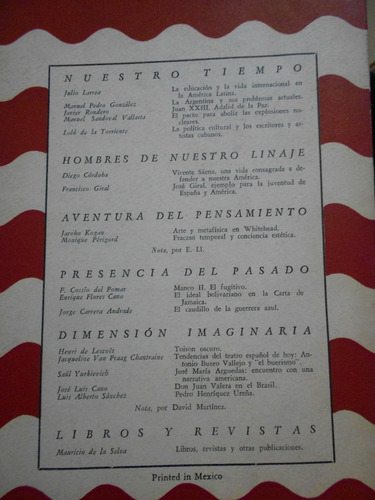 NUESTRO TIEMPO
Julio Larrea La educación y la vida internacional en
la América Latina.
Manuel Pedro González La Argentina y sus problemas actuales.
Javier Rondero Juan XXIII. Adalid de la Paz.
Manuel Sandoval Vallarta El pacto para abolir las explosiones nu-
cleares.
Loló de la Torriente La política cultural y los escritores y ar-
tistas cubanos.
HOMBRES DE NUESTRO LINAJE
Diego Córdoba Vicente Sáenz, una vida consagrada a de-
fender a nuestra América.
Francisco Giral José Giral, ejemplo para la juventud de
España y América.
AVENTURA DEL PENSAMIENTO
Jacobo Kogan Arte y metafísica en Whitehead.
Monique Périgord Fracaso temporal y conciencia estética.
Nota, por E. Ll.
PRESENCIA DEL PASADO
F. Cossío del Pomar Manco II. El fugitivo.
Enrique Flores Cano El ideal bolivariano en la Carta de
Jamaica.
Jorge Carrera Andrade El caudillo de la guerrera azul.
DIMENSIÓN IMAGINARIA
Henri de Lescoët Toison oscuro.
Jacqueline Van Praag Chantraine Tendencias del teatro español de hoy: An-
tonio Buero Vallejo y "el buerismo".
Saúl Yurkievich José María Arguedas: encuentro con una
narrativa americana.
José Luis Cano Don Juan Valera en el Brasil.
Luis Alberto Sánchez Pedro Henríquez Ureña.
Nota, por David Martínez.
LIBROS Y REVISTAS
Mauricio de la Selva Libros, revistas y otras publicaciones.
Printed in Mexico